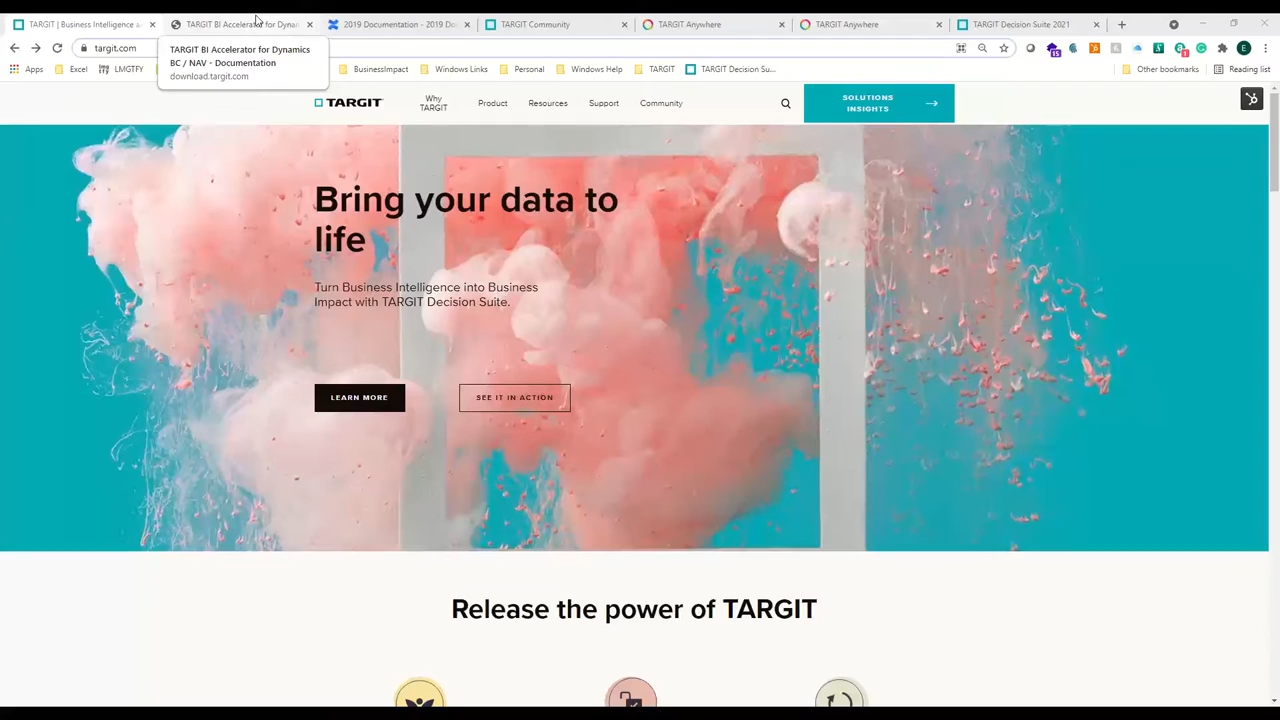 TARGIT | Business Intelligence a
TARGIT BI Accelerator for Dynam
2019 Documentation - 2019 Do
TARGIT Community
TARGIT Anywhere
TARGIT Anywhere
TARGIT Decision Suite 2021
targit.com
15
E
TARGIT BI Accelerator for Dynamics
BC / NAV - Documentation
download.targit.com
Apps
Excel
LMGTFY
BusinessImpact
Windows Links
Personal
Windows Help
TARGIT
TARGIT Decision Su...
Other bookmarks
Reading list
TARGIT
Why
TARGIT
Product
Resources
Support
Community
SOLUTIONS
INSIGHTS
Bring your data to
life
Turn Business Intelligence into Business
Impact with TARGIT Decision Suite.
LEARN MORE
SEE IT IN ACTION
Release the power of TARGIT